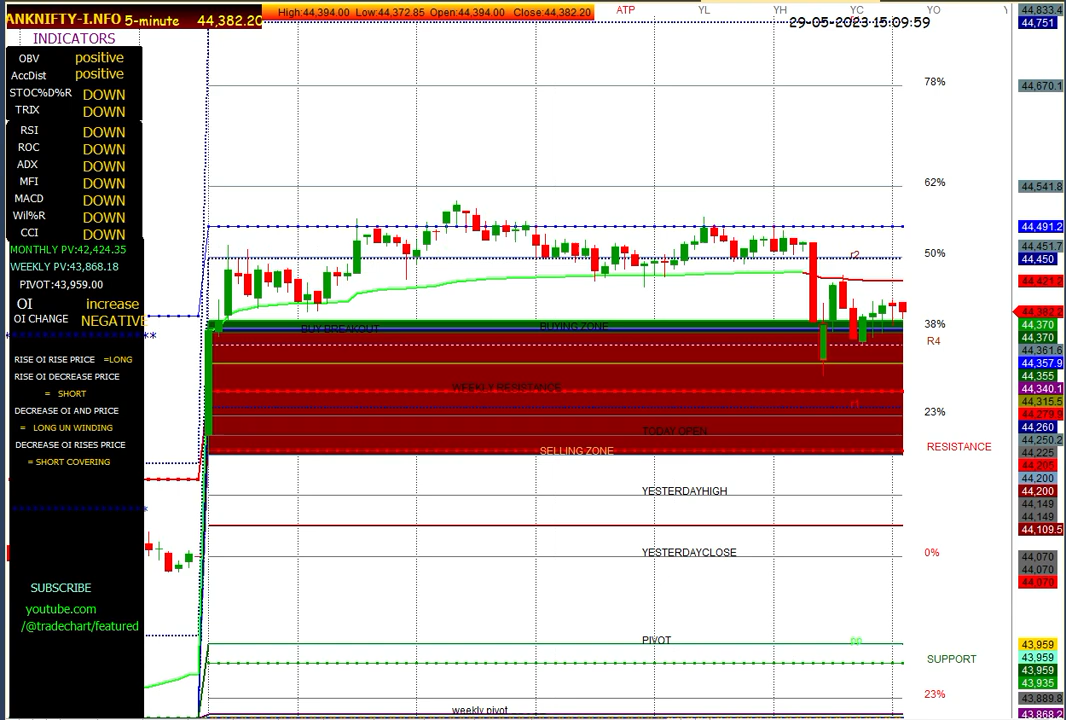 ANKNIFTY-I.NFO 5-minute 44,382.20
High:44,394.00 Low:44,372.85 Open:44,394.00 Close:44,382.20
ATP YL YH YC YO Y
29-05-2023 15:09:59
INDICATORS
OBV positive
AccDist positive
STOC%D%R DOWN
TRIX DOWN
RSI DOWN
ROC DOWN
ADX DOWN
MFI DOWN
MACD DOWN
Wil%R DOWN
CCI DOWN
MONTHLY PV:42,424.35
WEEKLY PV:43,868.18
PIVOT:43,959.00
OI increase
OI CHANGE NEGATIVE
**
RISE OI RISE PRICE =LONG
RISE OI DECREASE PRICE
= SHORT
DECREASE OI AND PRICE
= LONG UN WINDING
DECREASE OI RISES PRICE
= SHORT COVERING
SUBSCRIBE
youtube.com
/@tradechart/featured
78%
62%
r2
50%
BUY BREAKOUT
BUYING ZONE
38%
R4
WEEKLY RESISTANCE
r1
23%
TODAY OPEN
SELLING ZONE
RESISTANCE
YESTERDAYHIGH
YESTERDAYCLOSE
0%
PIVOT
pp
SUPPORT
23%
weekly pivot
44,833.4
44,751
44,670.1
44,541.8
44,491.2
44,451.7
44,450
44,421.2
44,382.2
44,370
44,370
44,361.6
44,357.9
44,355
44,340.1
44,315.5
44,279.9
44,260
44,250.2
44,225
44,205
44,200
44,200
44,149
44,149
44,109.5
44,070
44,070
44,070
43,959
43,959
43,959
43,935
43,889.8
43,868.2